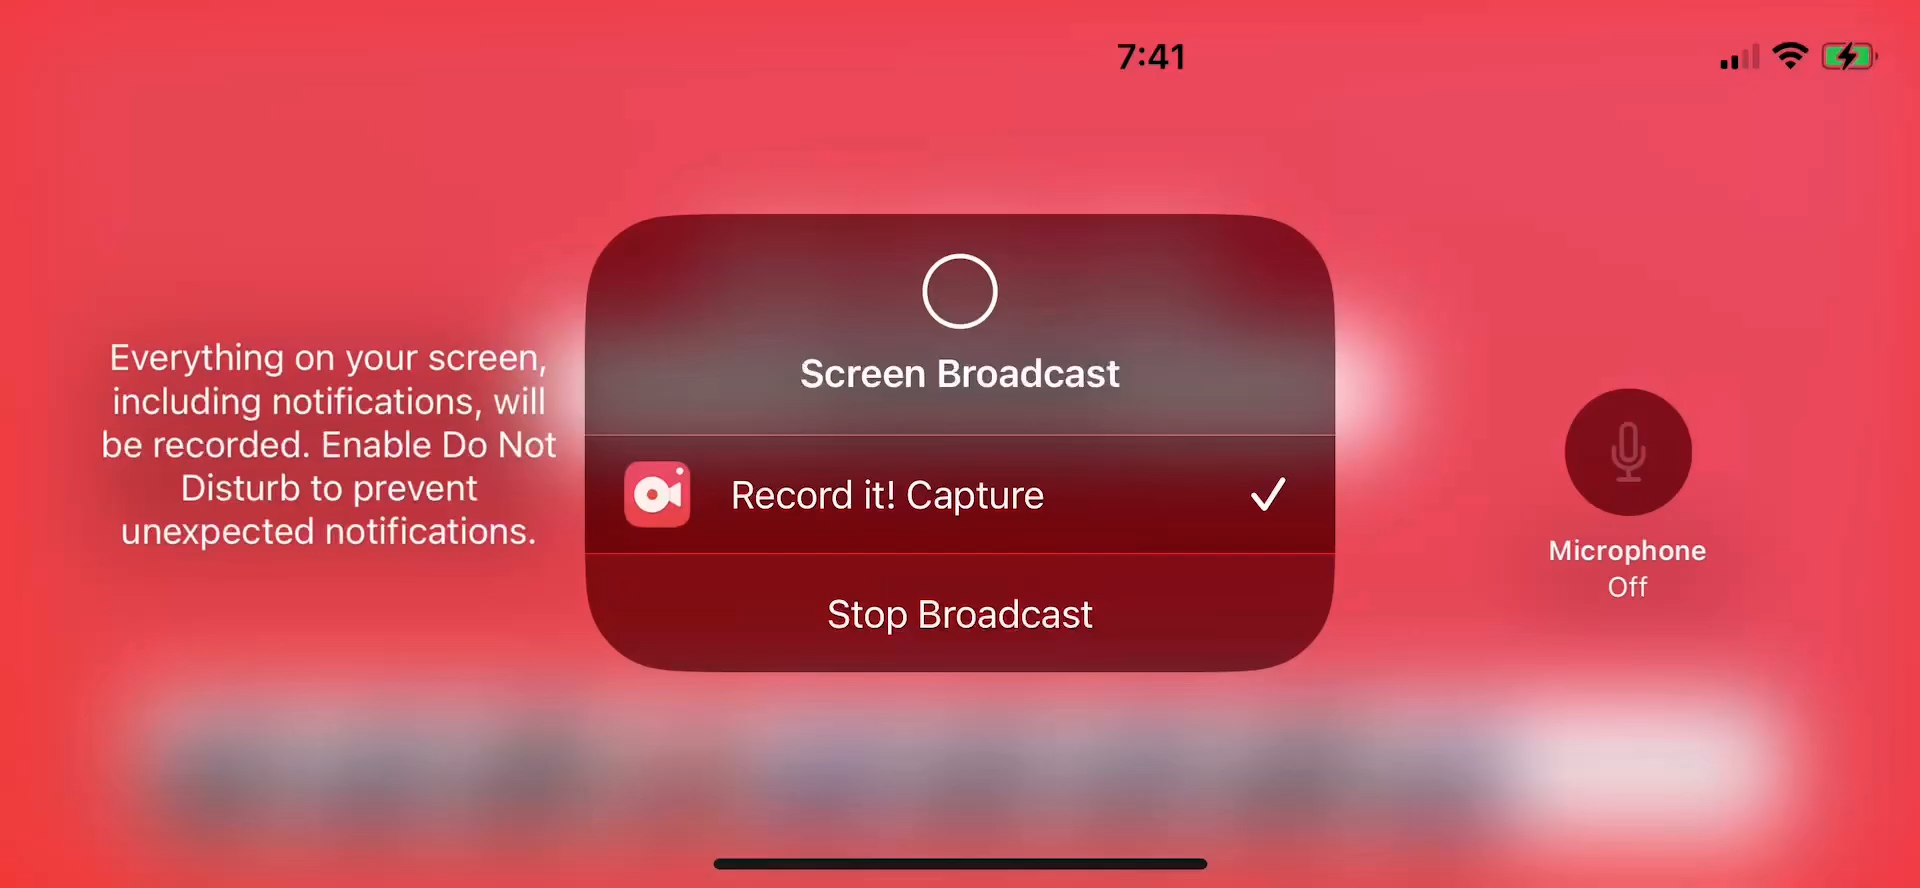 7:41
Everything on your screen,
including notifications, will
be recorded. Enable Do Not
Disturb to prevent
unexpected notifications.
Screen Broadcast
Record it! Capture
Stop Broadcast
Microphone
Off